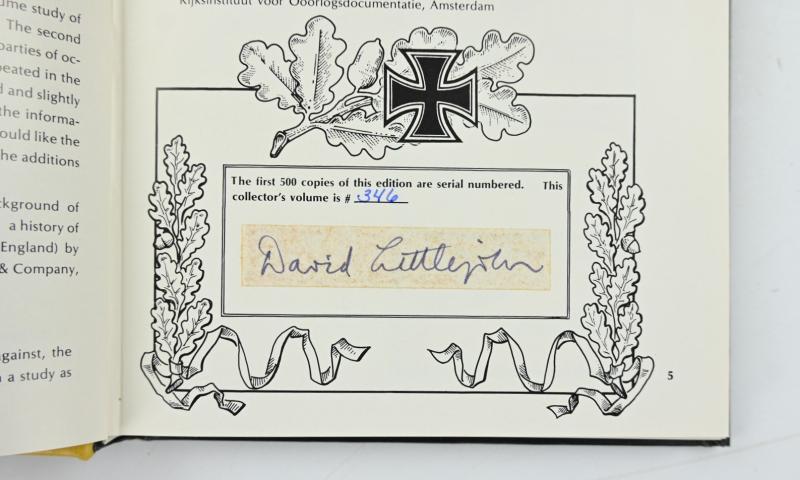 ume study of
The second
parties of oc-
peated in the
d and slightly
the informa-
ould like the
he additions
kground of
a history of
England) by
& Company,
gainst, the
a study as
Rijksinstituut voor Oorlogsdocumentatie, Amsterdam
The first 500 copies of this edition are serial numbered. This
collector's volume is # 346
David Littlejohn
5